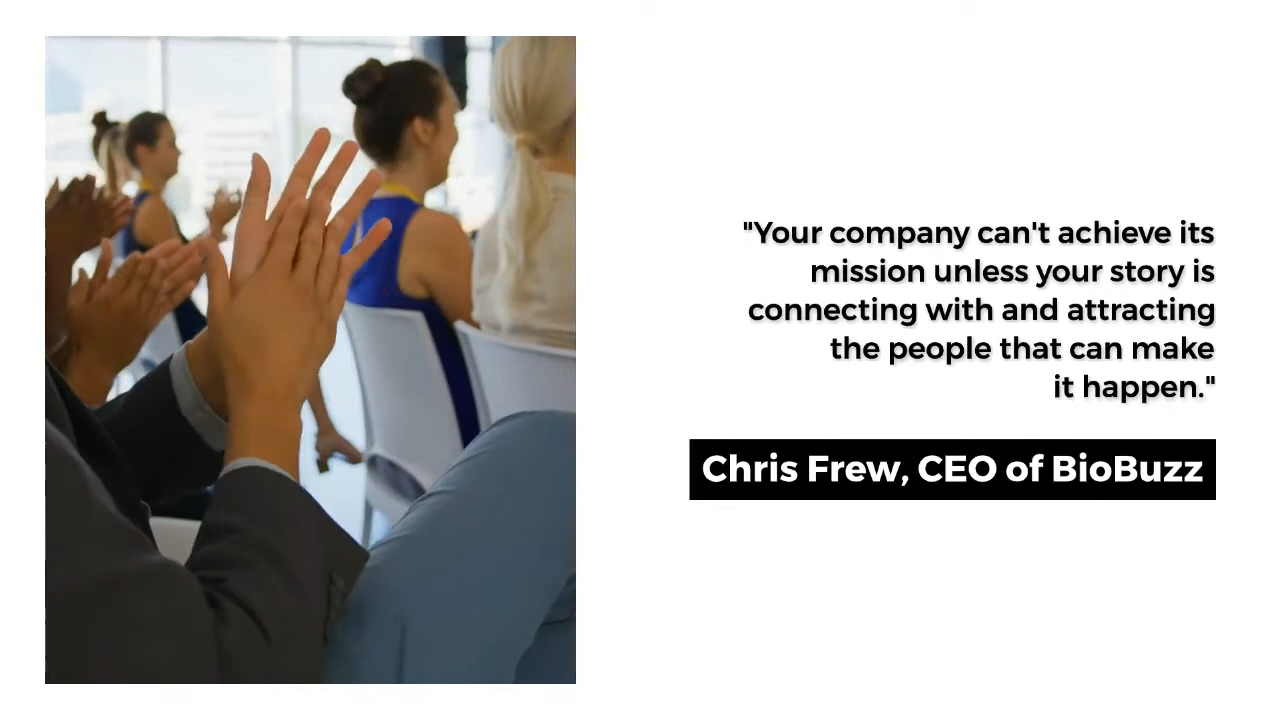 "Your company can't achieve its
mission unless your story is
connecting with and attracting
the people that can make
it happen."
Chris Frew, CEO of BioBuzz